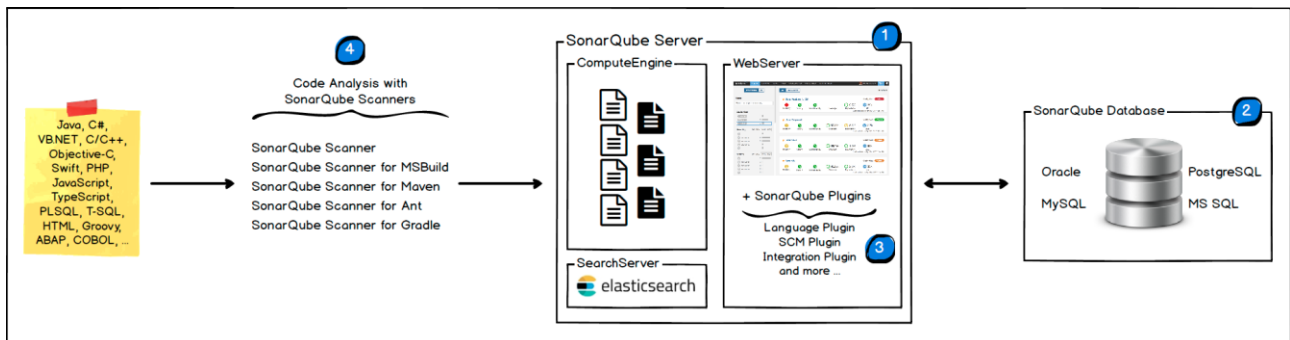 Java, C#,
VB.NET, C/C++,
Objective-C,
Swift, PHP,
JavaScript,
TypeScript,
PLSQL, T-SQL,
HTML, Groovy,
ABAP, COBOL, ...
4
Code Analysis with
SonarQube Scanners
SonarQube Scanner
SonarQube Scanner for MSBuild
SonarQube Scanner for Maven
SonarQube Scanner for Ant
SonarQube Scanner for Gradle
SonarQube Server
1
ComputeEngine
SearchServer
elasticsearch
WebServer
+ SonarQube Plugins
Language Plugin
SCM Plugin
Integration Plugin
and more ...
3
SonarQube Database
2
Oracle
PostgreSQL
MySQL
MS SQL